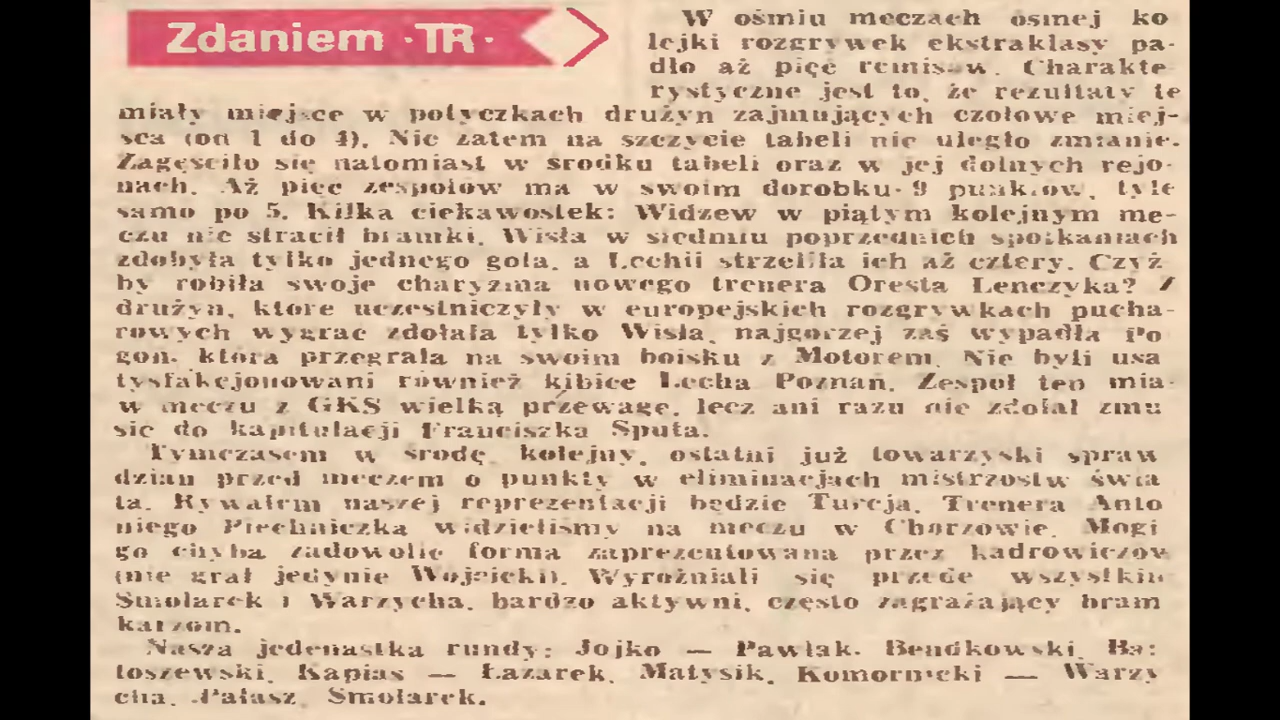 Zdaniem ·TR·
W ośmiu meczach ósmej ko
lejki rozgrywek ekstraklasy pa-
dło aż pięć remisów. Charakte
rystyczne jest to, że rezultaty te
miały miejsce w potyczkach drużyn zajmujących czołowe miej-
sca (od 1 do 4). Nic zatem na szczycie tabeli nie uległo zmianie.
Zagęściło się natomiast w środku tabeli oraz w jej dolnych rejo-
nach. Aż pięć zespołów ma w swoim dorobku 9 punktów, tyle
samo po 5. Kilka ciekawostek: Widzew w piątym kolejnym me-
czu nie stracił bramki, Wisła w siedmiu poprzednich spotkaniach
zdobyła tylko jednego gola, a Lechii strzeliła ich aż cztery. Czyż
by robiła swoje charyzma nowego trenera Oresta Lenczyka? Z
drużyn, które uczestniczyły w europejskich rozgrywkach pucha-
rowych wygrać zdołała tylko Wisła, najgorzej zaś wypadła Po
goń, która przegrała na swoim boisku z Motorem. Nie byli usa
tysfakcjonowani również kibice Lecha Poznań. Zespół ten mia
w meczu z GKS wielką przewagę, lecz ani razu nie zdołał zmu
sić do kapitulacji Franciszka Sputa.
Tymczasem w środę, kolejny, ostatni już towarzyski spraw
dzian przed meczem o punkty w eliminacjach mistrzostw świa
ta. Rywalem naszej reprezentacji będzie Turcja. Trenera Anto
niego Piechniczka widzieliśmy na meczu w Chorzowie. Mogł
go chyba zadowolić forma zaprezentowana przez kadrowiczów
(nie grał jedynie Wójcicki). Wyróżniali się przede wszystkim
Smolarek i Warzycha, bardzo aktywni, często zagrażający bram
karzom.
Nasza jedenastka rundy: Jojko — Pawlak, Bendkowski, Ba:
toszewski, Kapias — Łazarek, Matysik, Komornicki — Warzy
cha, Pałasz, Smolarek.